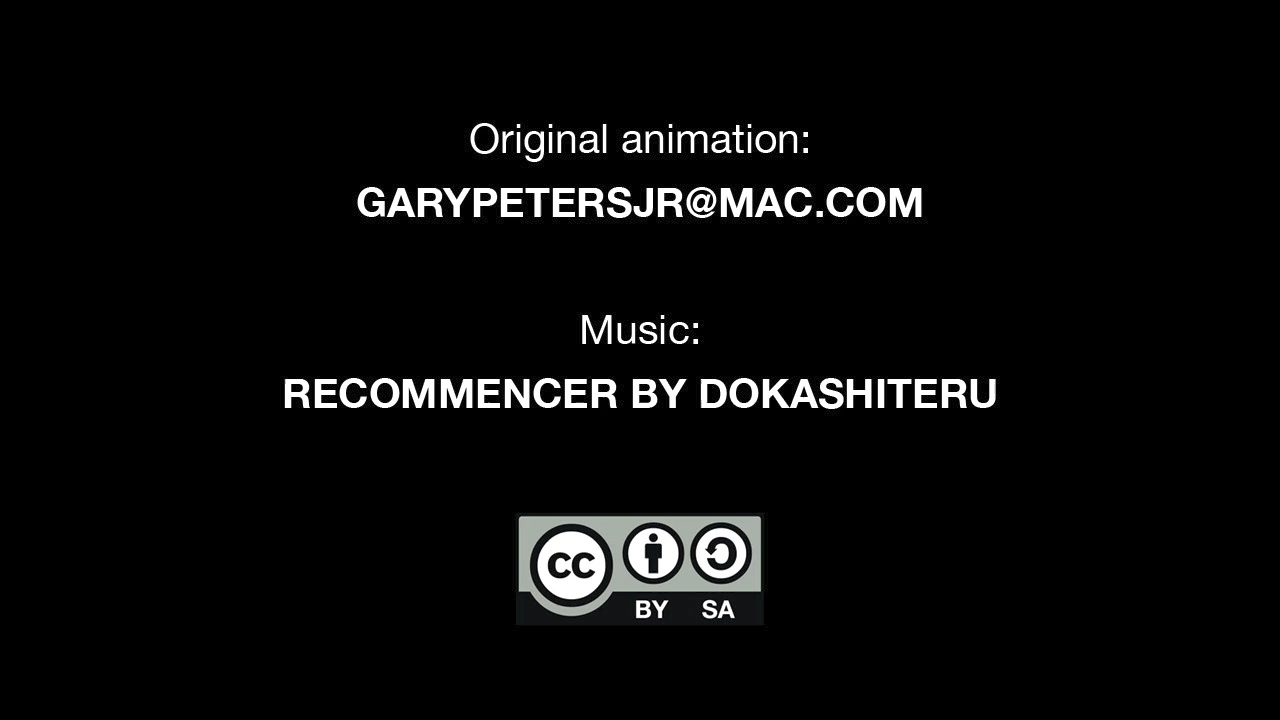 Original animation:
GARYPETERSJR@MAC.COM
Music:
RECOMMENCER BY DOKASHITERU
CC
BY SA